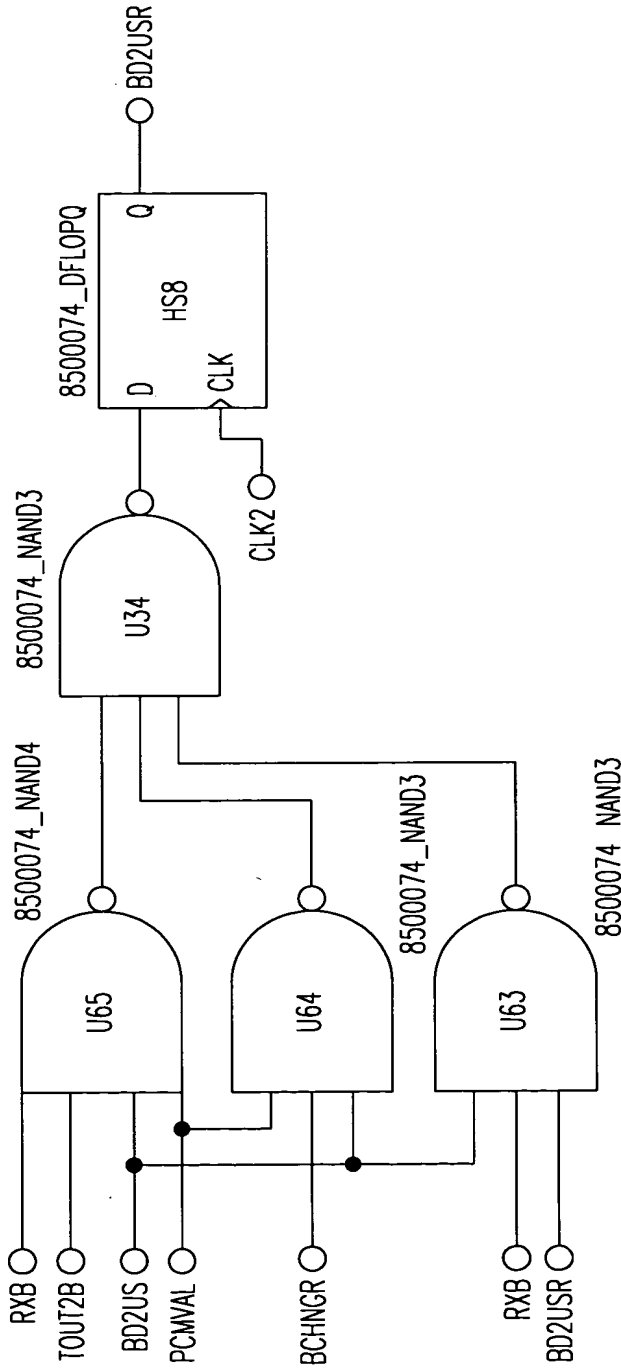 8500074_DFLOPQ
BD2USR
D
Q
HS8
CLK
CLK2
8500074_NAND3
U34
8500074_NAND4
U65
8500074_NAND3
U64
8500074 NAND3
U63
RXB
TOUT2B
BD2US
PCMVAL
BCHNGR
RXB
BD2USR